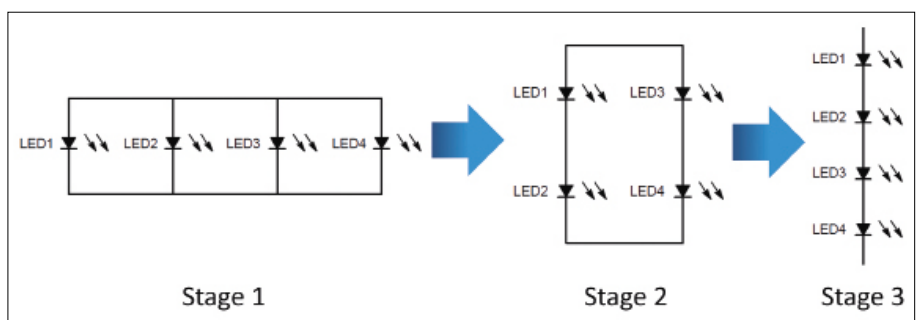 LED1 LED2 LED3 LED4
Stage 1
LED1 LED3
LED2 LED4
Stage 2
LED1
LED2
LED3
LED4
Stage 3